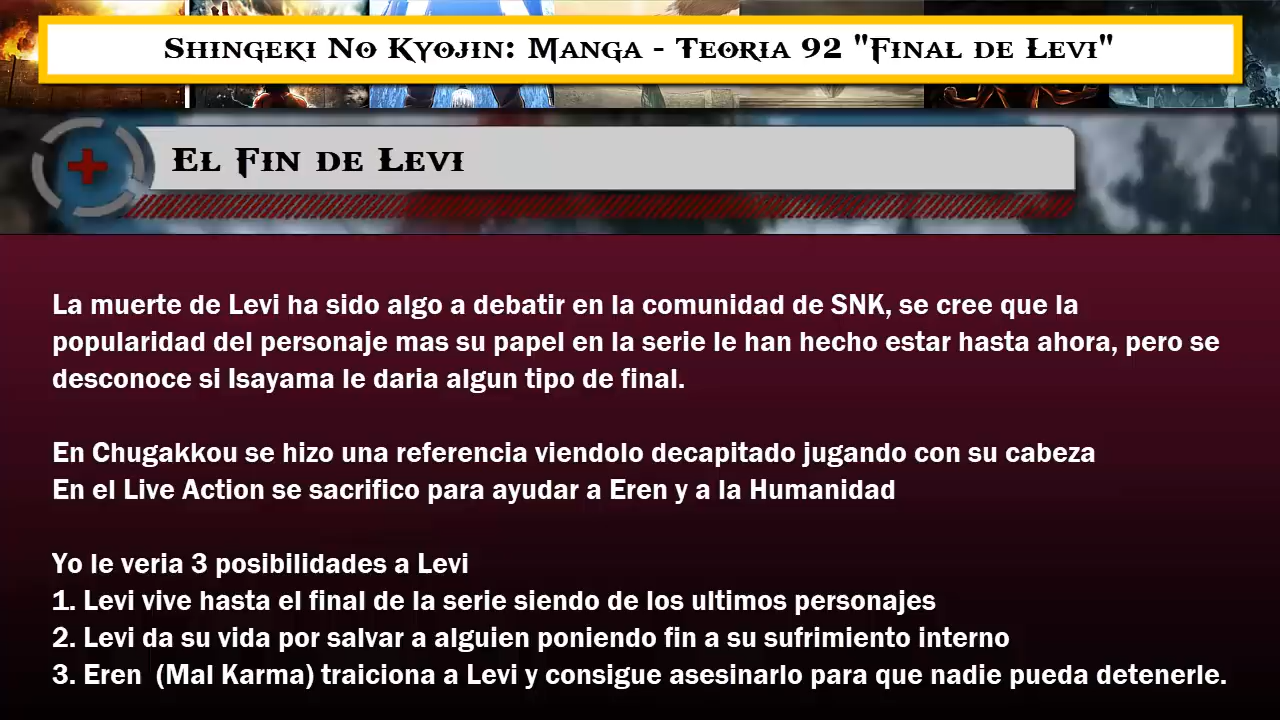 Shingeki No Kyojin: Manga - Teoria 92 "Final de Levi"
El Fin de Levi
La muerte de Levi ha sido algo a debatir en la comunidad de SNK, se cree que la
popularidad del personaje mas su papel en la serie le han hecho estar hasta ahora, pero se
desconoce si Isayama le daria algun tipo de final.
En Chugakkou se hizo una referencia viendolo decapitado jugando con su cabeza
En el Live Action se sacrifico para ayudar a Eren y a la Humanidad
Yo le veria 3 posibilidades a Levi
1. Levi vive hasta el final de la serie siendo de los ultimos personajes
2. Levi da su vida por salvar a alguien poniendo fin a su sufrimiento interno
3. Eren  (Mal Karma) traiciona a Levi y consigue asesinarlo para que nadie pueda detenerle.